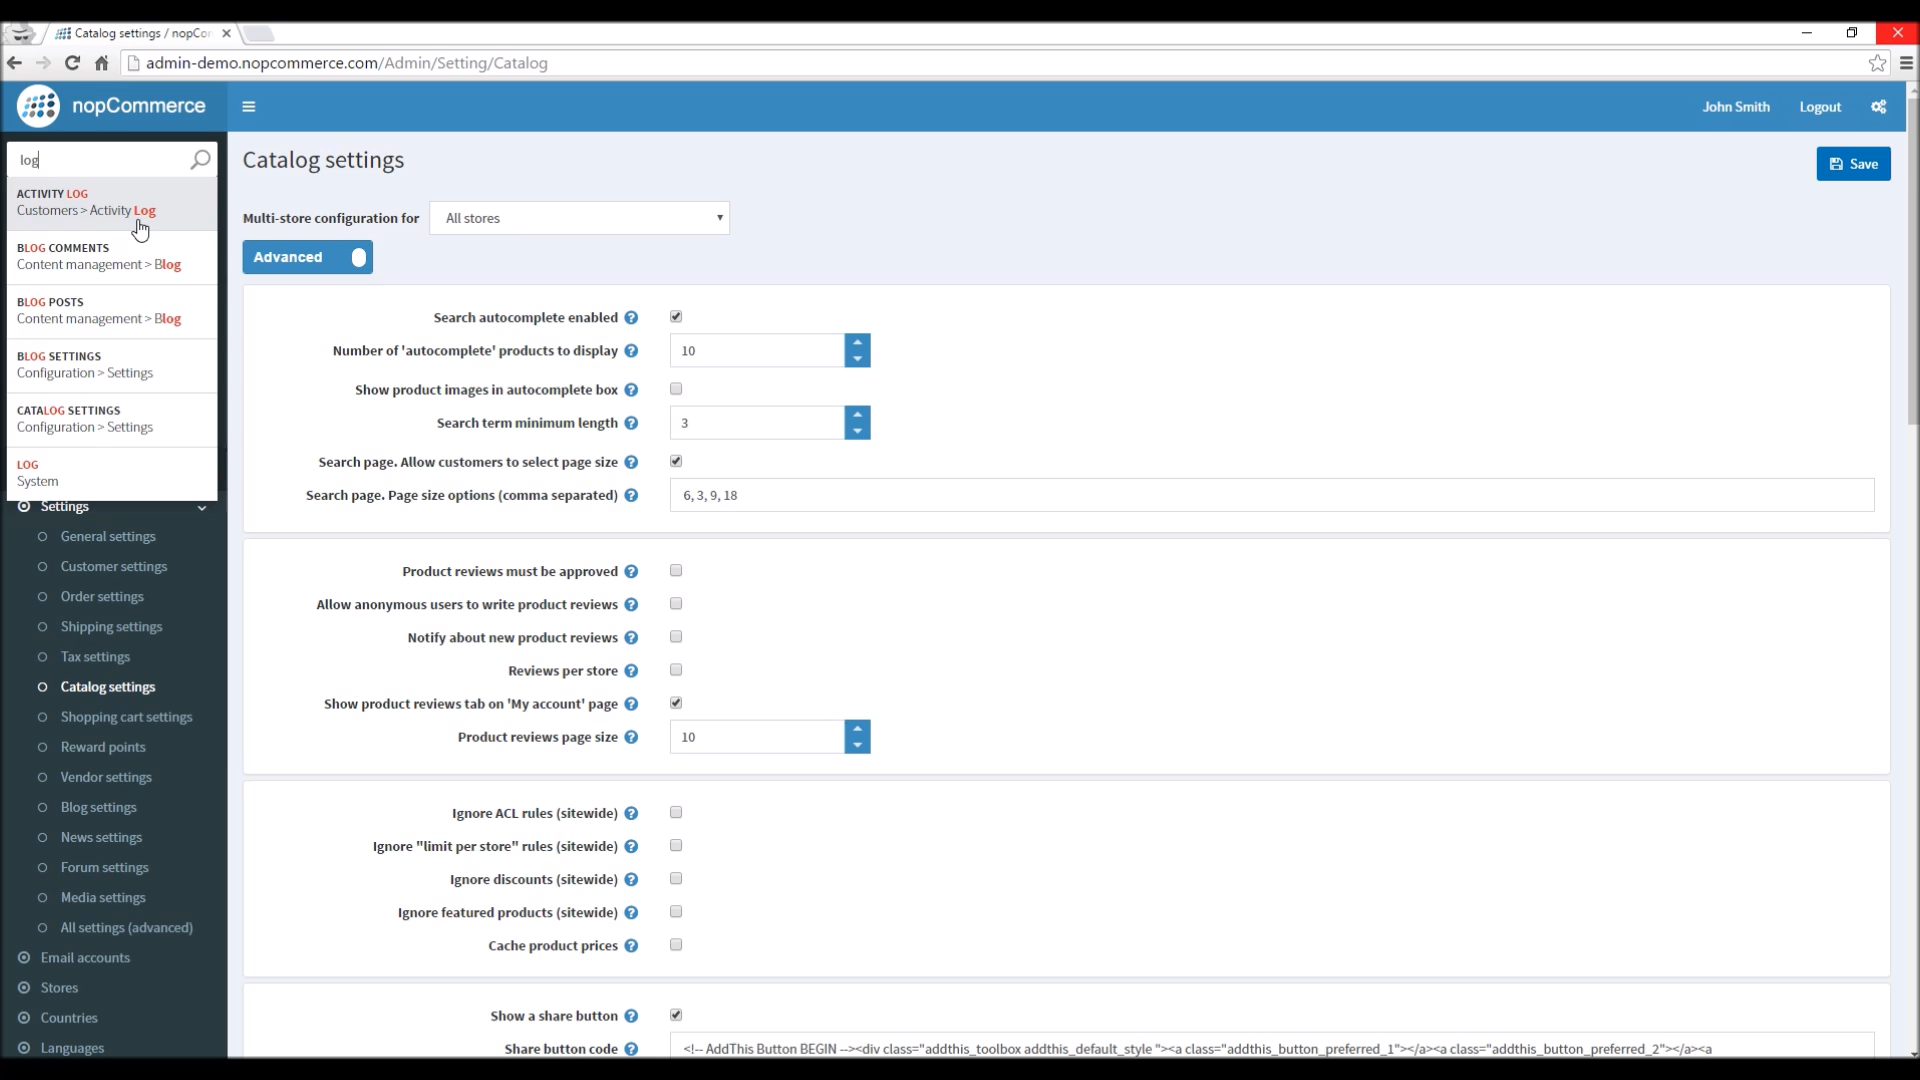 Catalog settings / nopCor
admin-demo.nopcommerce.com/Admin/Setting/Catalog
nopCommerce
John Smith
Logout
log
ACTIVITY LOG
Customers > Activity Log
BLOG COMMENTS
Content management > Blog
BLOG POSTS
Content management > Blog
BLOG SETTINGS
Configuration > Settings
CATALOG SETTINGS
Configuration > Settings
LOG
System
Settings
General settings
Customer settings
Order settings
Shipping settings
Tax settings
Catalog settings
Shopping cart settings
Reward points
Vendor settings
Blog settings
News settings
Forum settings
Media settings
All settings (advanced)
Email accounts
Stores
Countries
Languages
Catalog settings
Save
Multi-store configuration for All stores
Advanced
Search autocomplete enabled
Number of 'autocomplete' products to display 10
Show product images in autocomplete box
Search term minimum length 3
Search page. Allow customers to select page size
Search page. Page size options (comma separated) 6, 3, 9, 18
Product reviews must be approved
Allow anonymous users to write product reviews
Notify about new product reviews
Reviews per store
Show product reviews tab on 'My account' page
Product reviews page size 10
Ignore ACL rules (sitewide)
Ignore "limit per store" rules (sitewide)
Ignore discounts (sitewide)
Ignore featured products (sitewide)
Cache product prices
Show a share button
Share button code <!-- AddThis Button BEGIN --><div class="addthis_toolbox addthis_default_style "><a class="addthis_button_preferred_1"></a><a class="addthis_button_preferred_2"></a><a